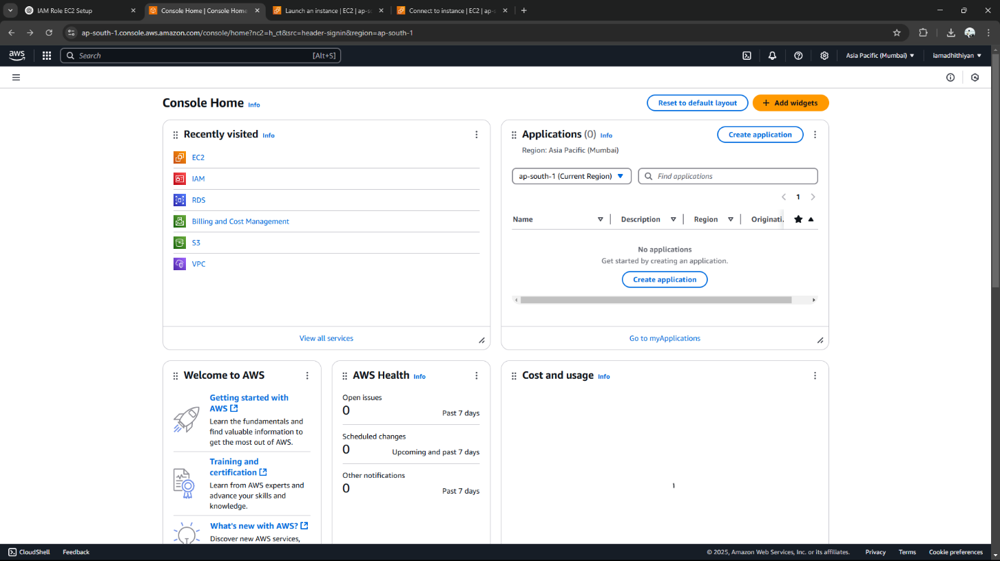 IAM Role EC2 Setup
Console Home | Console Home
Launch an instance | EC2 | ap-so
Connect to instance | EC2 | ap-s
ap-south-1.console.aws.amazon.com/console/home?nc2=h_ct&src=header-signin&region=ap-south-1
aws
Search
[Alt+S]
Asia Pacific (Mumbai)
iamadhithiyan
Console Home Info
Reset to default layout
Add widgets
Recently visited Info
EC2
IAM
RDS
Billing and Cost Management
S3
VPC
View all services
Applications (0) Info
Region: Asia Pacific (Mumbai)
Create application
ap-south-1 (Current Region)
Find applications
1
Name
Description
Region
Originati.
No applications
Get started by creating an application.
Create application
Go to myApplications
Welcome to AWS
Getting started with
AWS
Learn the fundamentals and
find valuable information to
get the most out of AWS.
Training and
certification
Learn from AWS experts and
advance your skills and
knowledge.
What's new with AWS?
Discover new AWS services,
AWS Health Info
Open issues
0
Past 7 days
Scheduled changes
0
Upcoming and past 7 days
Other notifications
0
Past 7 days
Cost and usage Info
CloudShell
Feedback
© 2025, Amazon Web Services, Inc. or its affiliates.
Privacy
Terms
Cookie preferences